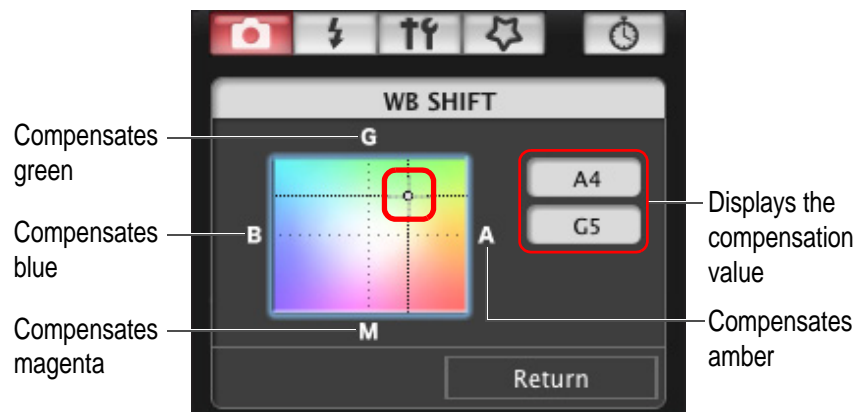 WB SHIFT
Compensates
green
G
A4
G5
Displays the
compensation
value
Compensates
blue
B
A
Compensates
magenta
M
Compensates
amber
Return